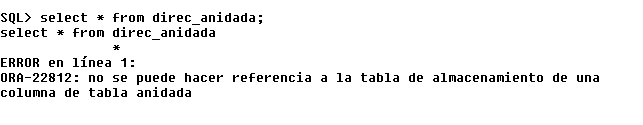 SQL> select * from direc_anidada;
select * from direc_anidada
*
ERROR en línea 1:
ORA-22812: no se puede hacer referencia a la tabla de almacenamiento de una
columna de tabla anidada